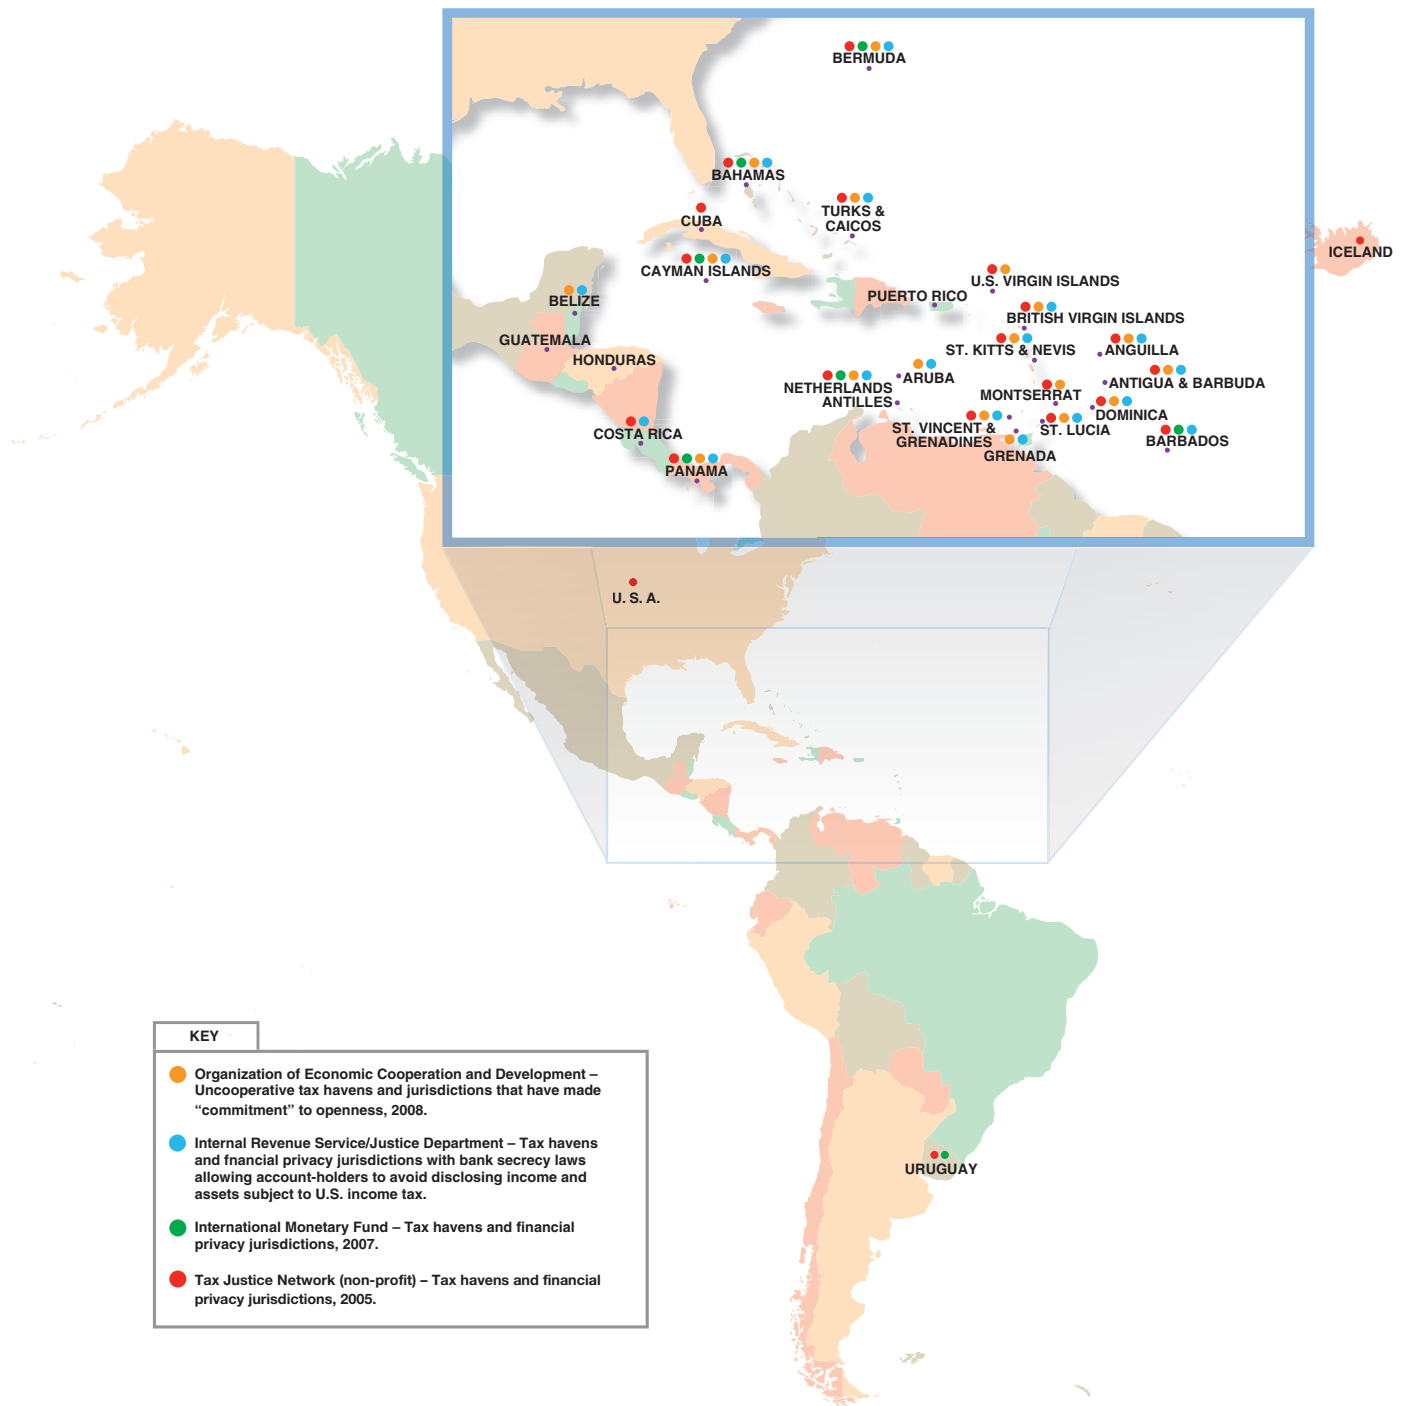 BERMUDA
BAHAMAS
TURKS &
CAICOS
CUBA
ICELAND
CAYMAN ISLANDS
U.S. VIRGIN ISLANDS
PUERTO RICO
BELIZE
BRITISH VIRGIN ISLANDS
GUATEMALA
ST. KITTS & NEVIS
ANGUILLA
HONDURAS
ARUBA
ANTIGUA & BARBUDA
NETHERLANDS
ANTILLES
MONTSERRAT
DOMINICA
ST. VINCENT &
GRENADINES
ST. LUCIA
COSTA RICA
BARBADOS
GRENADA
PANAMA
U. S. A.
URUGUAY
KEY
Organization of Economic Cooperation and Development –
Uncooperative tax havens and jurisdictions that have made
“commitment” to openness, 2008.
Internal Revenue Service/Justice Department – Tax havens
and fnancial privacy jurisdictions with bank secrecy laws
allowing account-holders to avoid disclosing income and
assets subject to U.S. income tax.
International Monetary Fund – Tax havens and financial
privacy jurisdictions, 2007.
Tax Justice Network (non-profit) – Tax havens and financial
privacy jurisdictions, 2005.